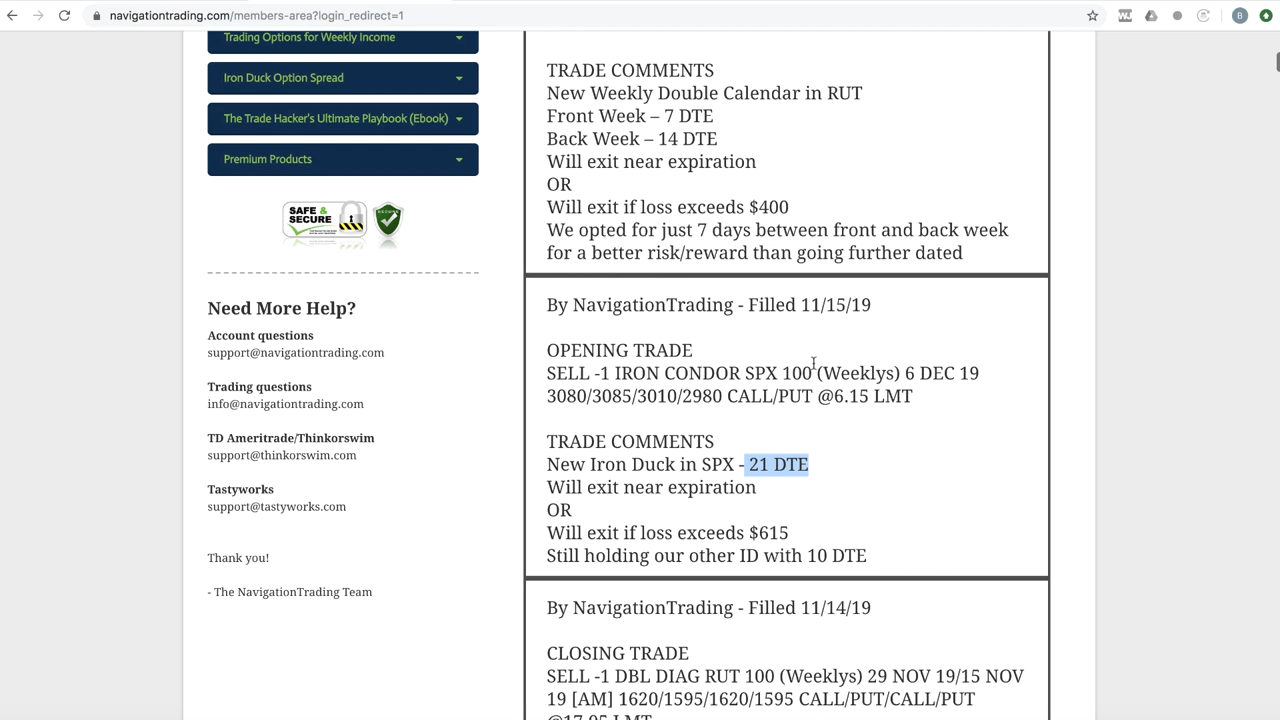 navigationtrading.com/members-area?login_redirect=1
B
Trading Options for Weekly Income
Iron Duck Option Spread
The Trade Hacker's Ultimate Playbook (Ebook)
Premium Products
SAFE &
SECURE
Need More Help?
Account questions
support@navigationtrading.com
Trading questions
info@navigationtrading.com
TD Ameritrade/Thinkorswim
support@thinkorswim.com
Tastyworks
support@tastyworks.com
Thank you!
- The NavigationTrading Team
TRADE COMMENTS
New Weekly Double Calendar in RUT
Front Week – 7 DTE
Back Week – 14 DTE
Will exit near expiration
OR
Will exit if loss exceeds $400
We opted for just 7 days between front and back week
for a better risk/reward than going further dated
By NavigationTrading - Filled 11/15/19
OPENING TRADE
SELL -1 IRON CONDOR SPX 100 (Weeklys) 6 DEC 19
3080/3085/3010/2980 CALL/PUT @6.15 LMT
TRADE COMMENTS
New Iron Duck in SPX - 21 DTE
Will exit near expiration
OR
Will exit if loss exceeds $615
Still holding our other ID with 10 DTE
By NavigationTrading - Filled 11/14/19
CLOSING TRADE
SELL -1 DBL DIAG RUT 100 (Weeklys) 29 NOV 19/15 NOV
19 [AM] 1620/1595/1620/1595 CALL/PUT/CALL/PUT
@17.05 LMT